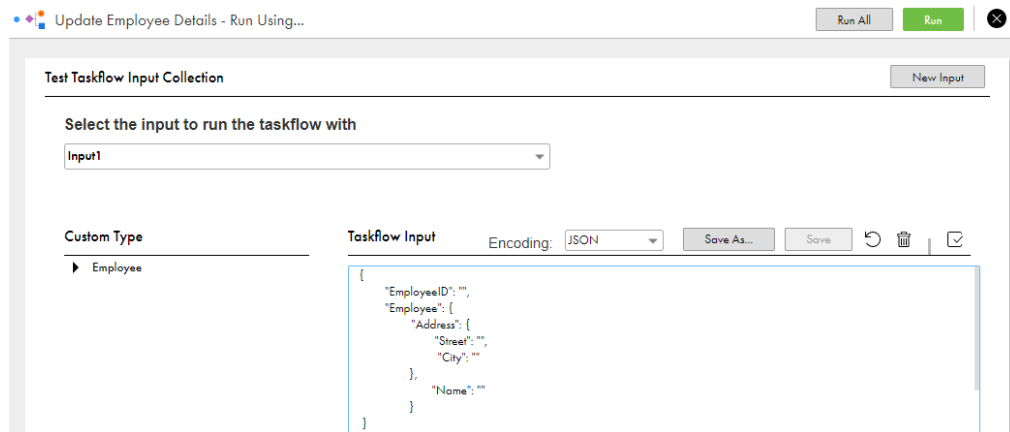 Update Employee Details - Run Using...
Run All
Run
Test Taskflow Input Collection
New Input
Select the input to run the taskflow with
Input1
Custom Type
Taskflow Input
Encoding:
JSON
Save As...
Save
Employee
{
"EmployeeID": "",
"Employee": {
"Address": {
"Street": "",
"City": ""
},
"Name": ""
}
}